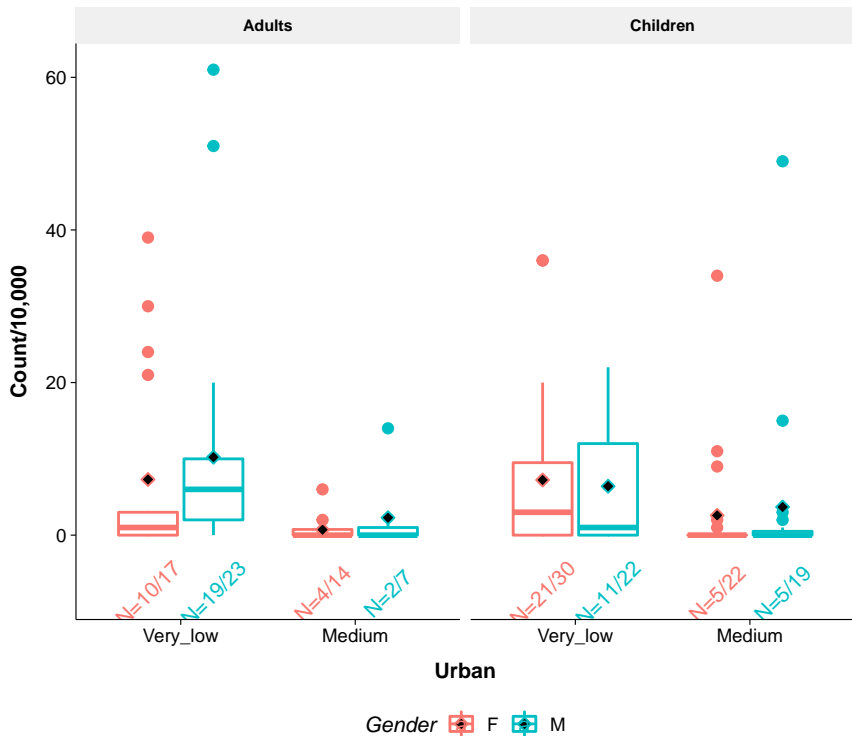 Adults
Children
60
40
20
0
Count/10,000
N=10/17
N=19/23
N=4/14
N=2/7
N=21/30
N=11/22
N=5/22
N=5/19
Very_low
Medium
Very_low
Medium
Urban
Gender F M